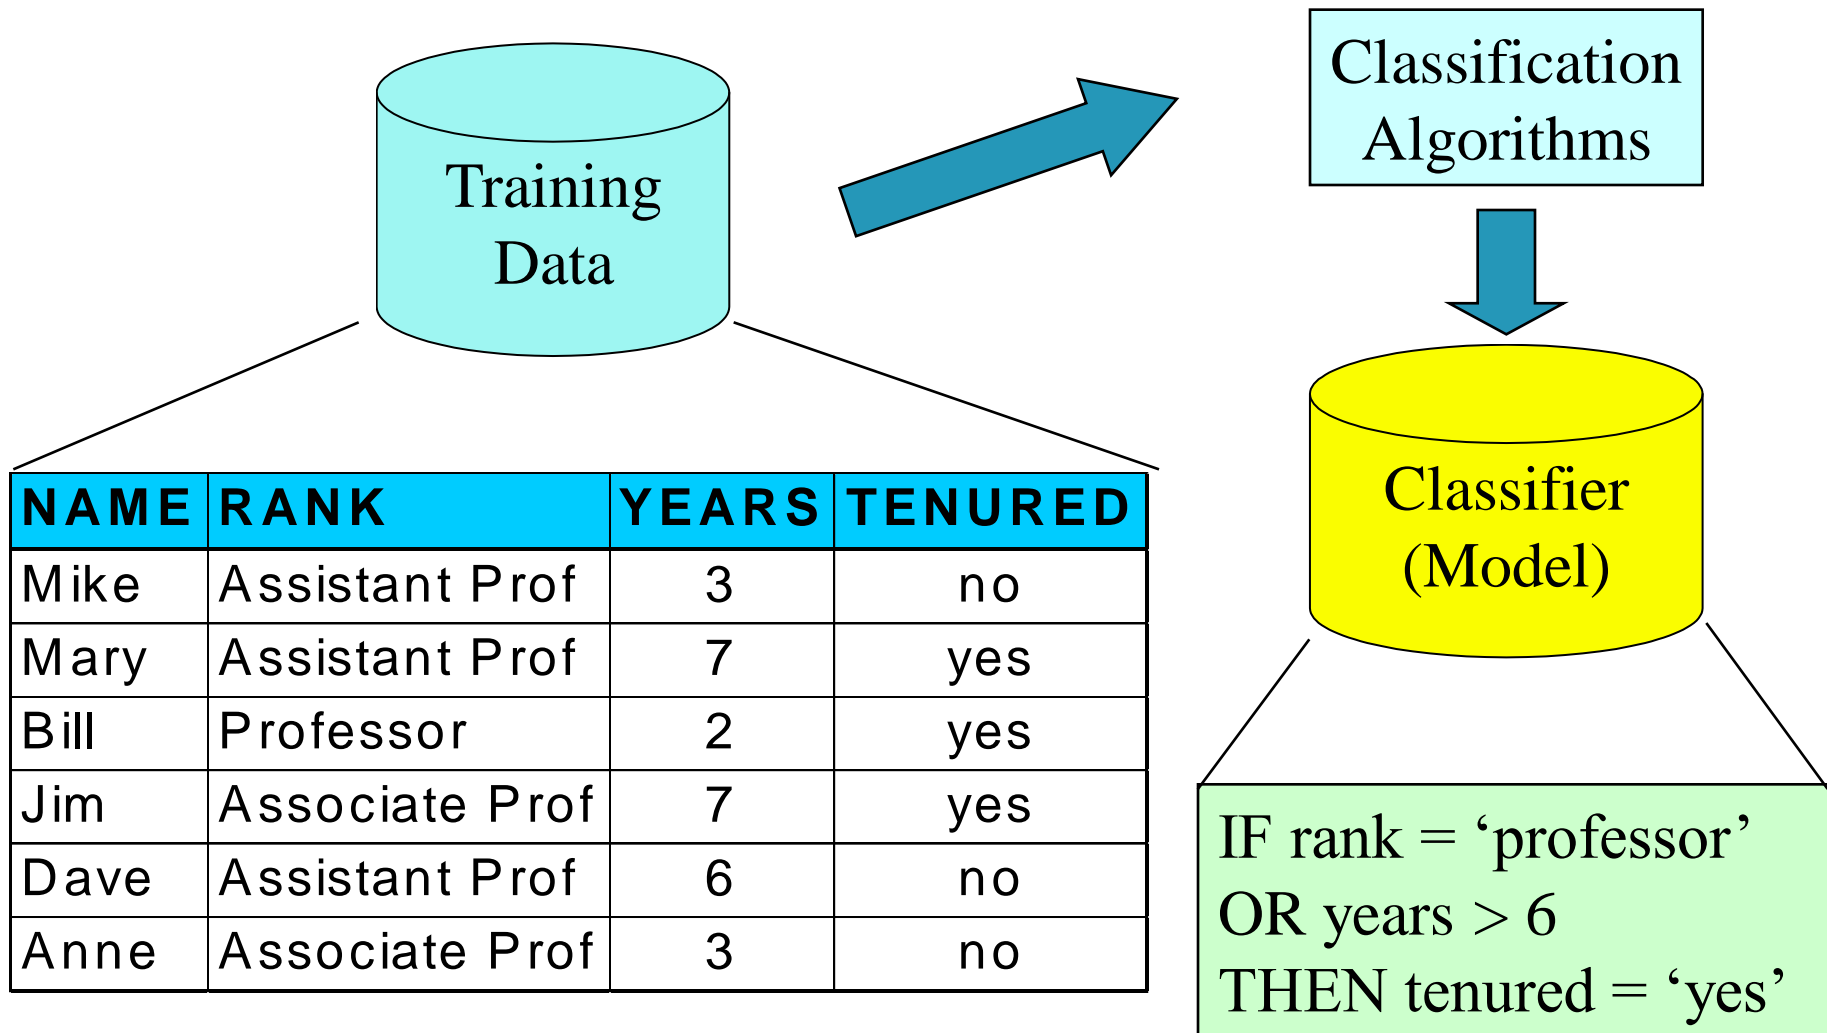 Training
Data
Classification
Algorithms
NAME RANK YEARS TENURED
Mike Assistant Prof 3 no
Mary Assistant Prof 7 yes
Bill Professor 2 yes
Jim Associate Prof 7 yes
Dave Assistant Prof 6 no
Anne Associate Prof 3 no
Classifier
(Model)
IF rank = ‘professor’
OR years > 6
THEN tenured = ‘yes’